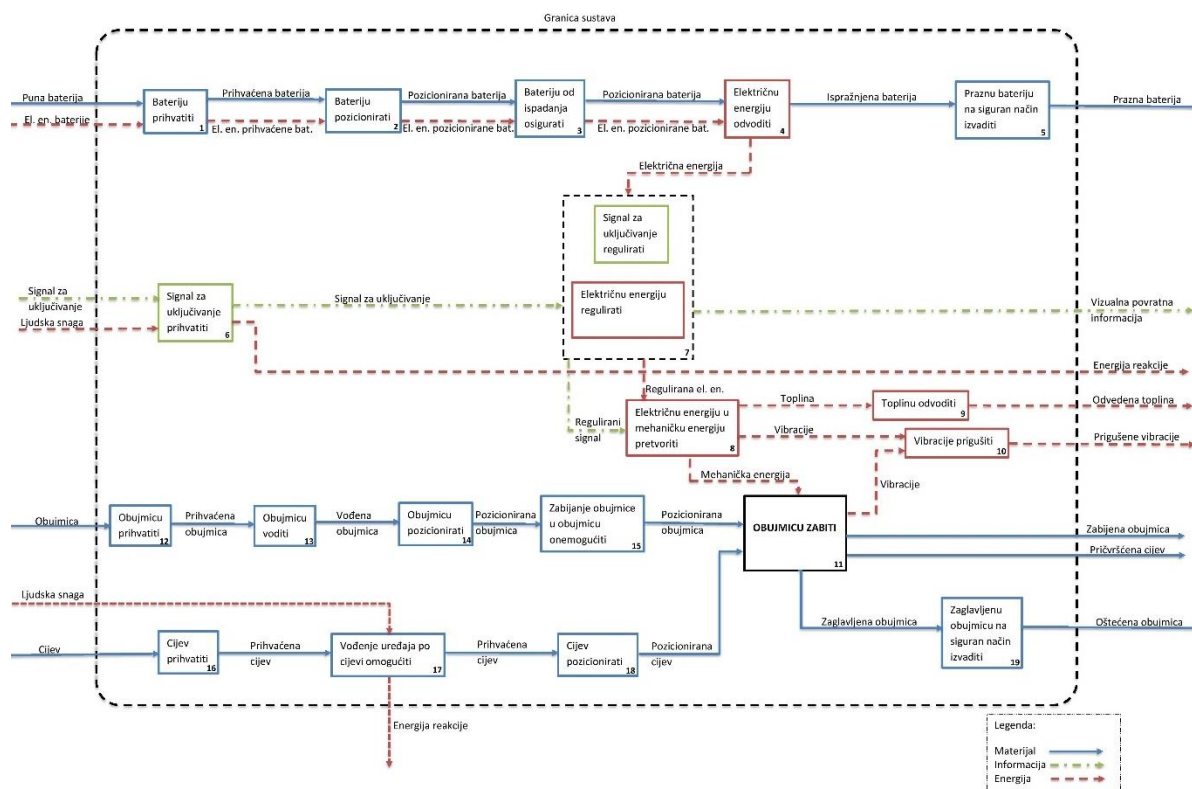 Granica sustava
Puna baterija
El. en. baterije
Bateriju
prihvatiti
1
Prihvaćena bateriju
El. en. prihvaćene bat.
Bateriju
pozicionirati
2
Pozicionirana baterija
El. en. pozicionirane bat.
Bateriju od
ispadanja
osigurati
3
Pozicionirana baterija
El. en. pozicionirane bat.
Električnu
energiju
odvoditi
4
Ispražnjena baterija
Praznu bateriju
na siguran način
izvaditi
5
Prazna baterija
Električna energija
Signal za
uključivanje
regulirati
Električnu energiju
regulirati
7
Signal za
uključivanje
Ljudska snaga
Signal za
uključivanje
prihvatiti
6
Signal za uključivanje
Vizualna povratna
informacija
Energija reakcije
Regulirana el. en.
Regulirani
signal
Električnu energiju u
mehaničku energiju
pretvoriti
8
Toplina
Toplinu odvoditi
9
Odvedena toplina
Vibracije
Vibracije prigušiti
10
Prigušene vibracije
Mehanička energija
Vibracije
Obujmica
Obujmicu
prihvatiti
12
Prihvaćena
obujmica
Obujmicu
voditi
13
Vođena
obujmica
Obujmicu
pozicionirati
14
Pozicionirana
obujmica
Zabijanje obujmice
u obujmicu
onemogućiti
15
Pozicionirana
obujmica
OBUJMICU ZABITI
11
Zabijena obujmica
Pričvršćena cijev
Ljudska snaga
Cijev
Cijev
prihvatiti
16
Prihvaćena
cijev
Vođenje uređaja po
cijevi omogućiti
17
Prihvaćena
cijev
Cijev
pozicionirati
18
Pozicionirana
cijev
Zaglavljena obujmica
Zaglavljenu
obujmicu na
siguran način
izvaditi
19
Oštećena obujmica
Energija reakcije
Legenda:
Materijal
Informacija
Energija